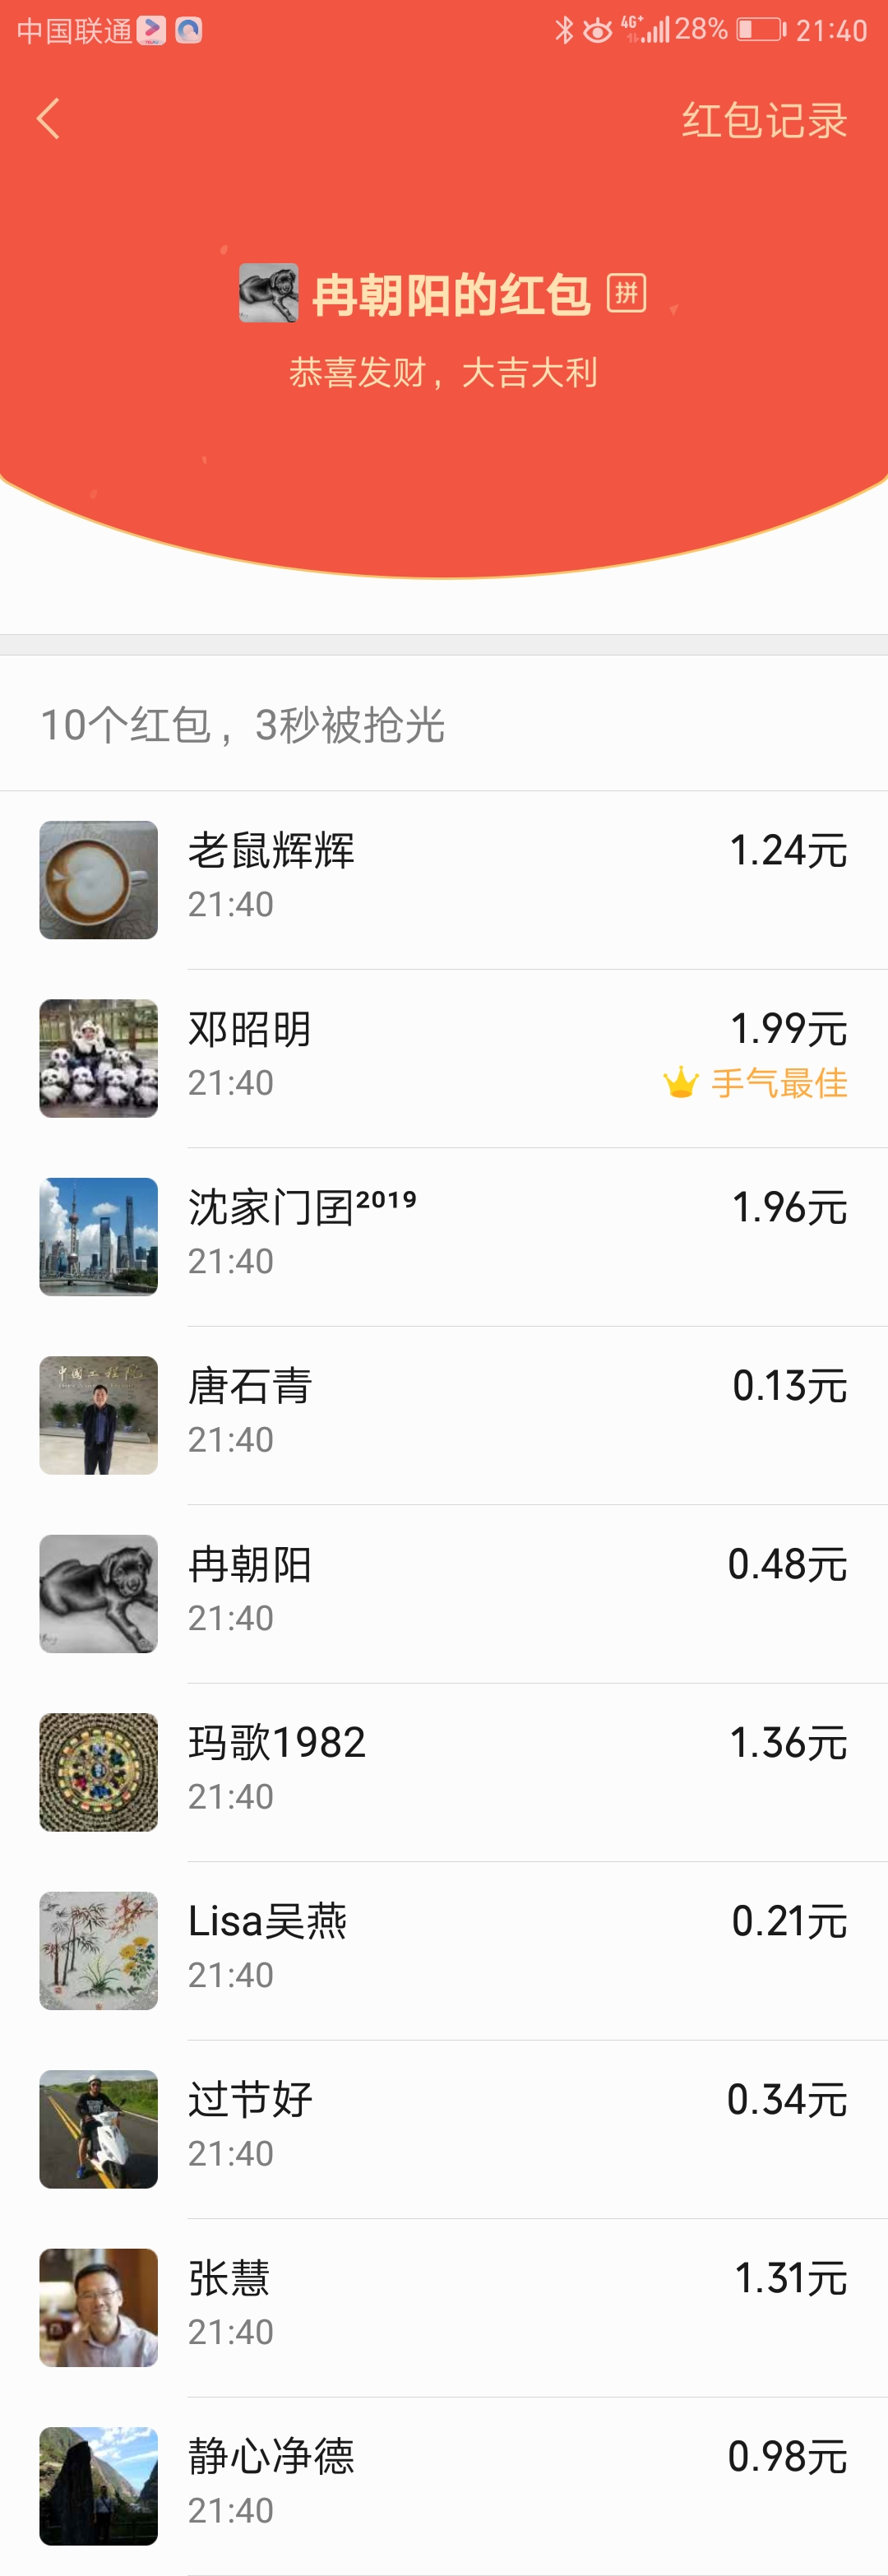 中国联通 4G+ 28% 21:40
红包记录
冉朝阳的红包 拼
恭喜发财，大吉大利
10个红包，3秒被抢光
老鼠辉辉 1.24元
21:40
邓昭明 1.99元
21:40 手气最佳
沈家门囝²⁰¹⁹ 1.96元
21:40
中国工程院
唐石青 0.13元
21:40
冉朝阳 0.48元
21:40
玛歌1982 1.36元
21:40
Lisa吴燕 0.21元
21:40
过节好 0.34元
21:40
张慧 1.31元
21:40
静心净德 0.98元
21:40